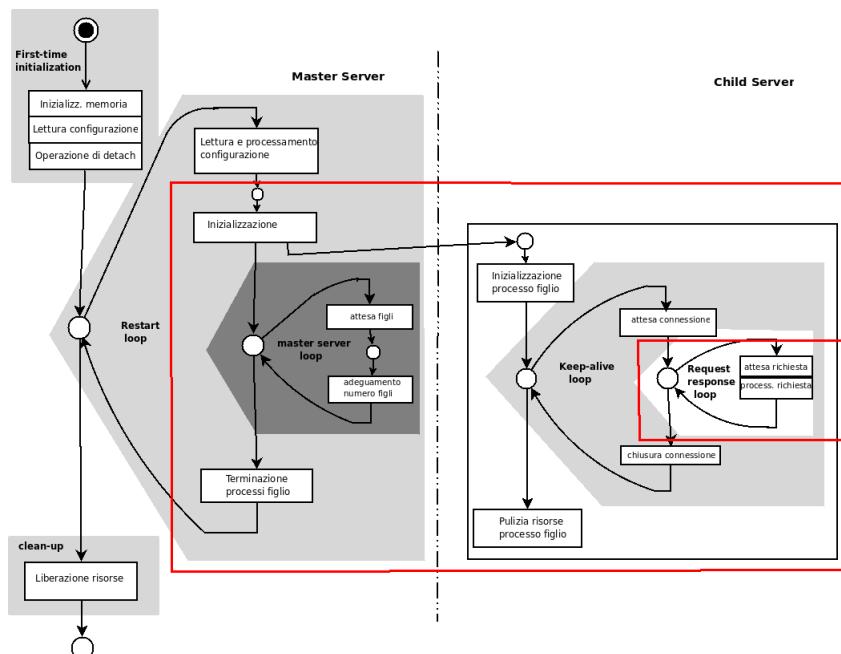 First-time
initialization
Inizializz. memoria
Lettura configurazione
Operazione di detach
Master Server
Lettura e processamento
configurazione
Inizializzazione
Restart
loop
master server
loop
attesa figli
adeguamento
numero figli
Terminazione
processi figlio
clean-up
Liberazione risorse
Child Server
Inizializzazione
processo figlio
attesa connessione
Keep-alive
loop
Request
response
loop
attesa richiesta
process. richiesta
chiusura connessione
Pulizia risorse
processo figlio